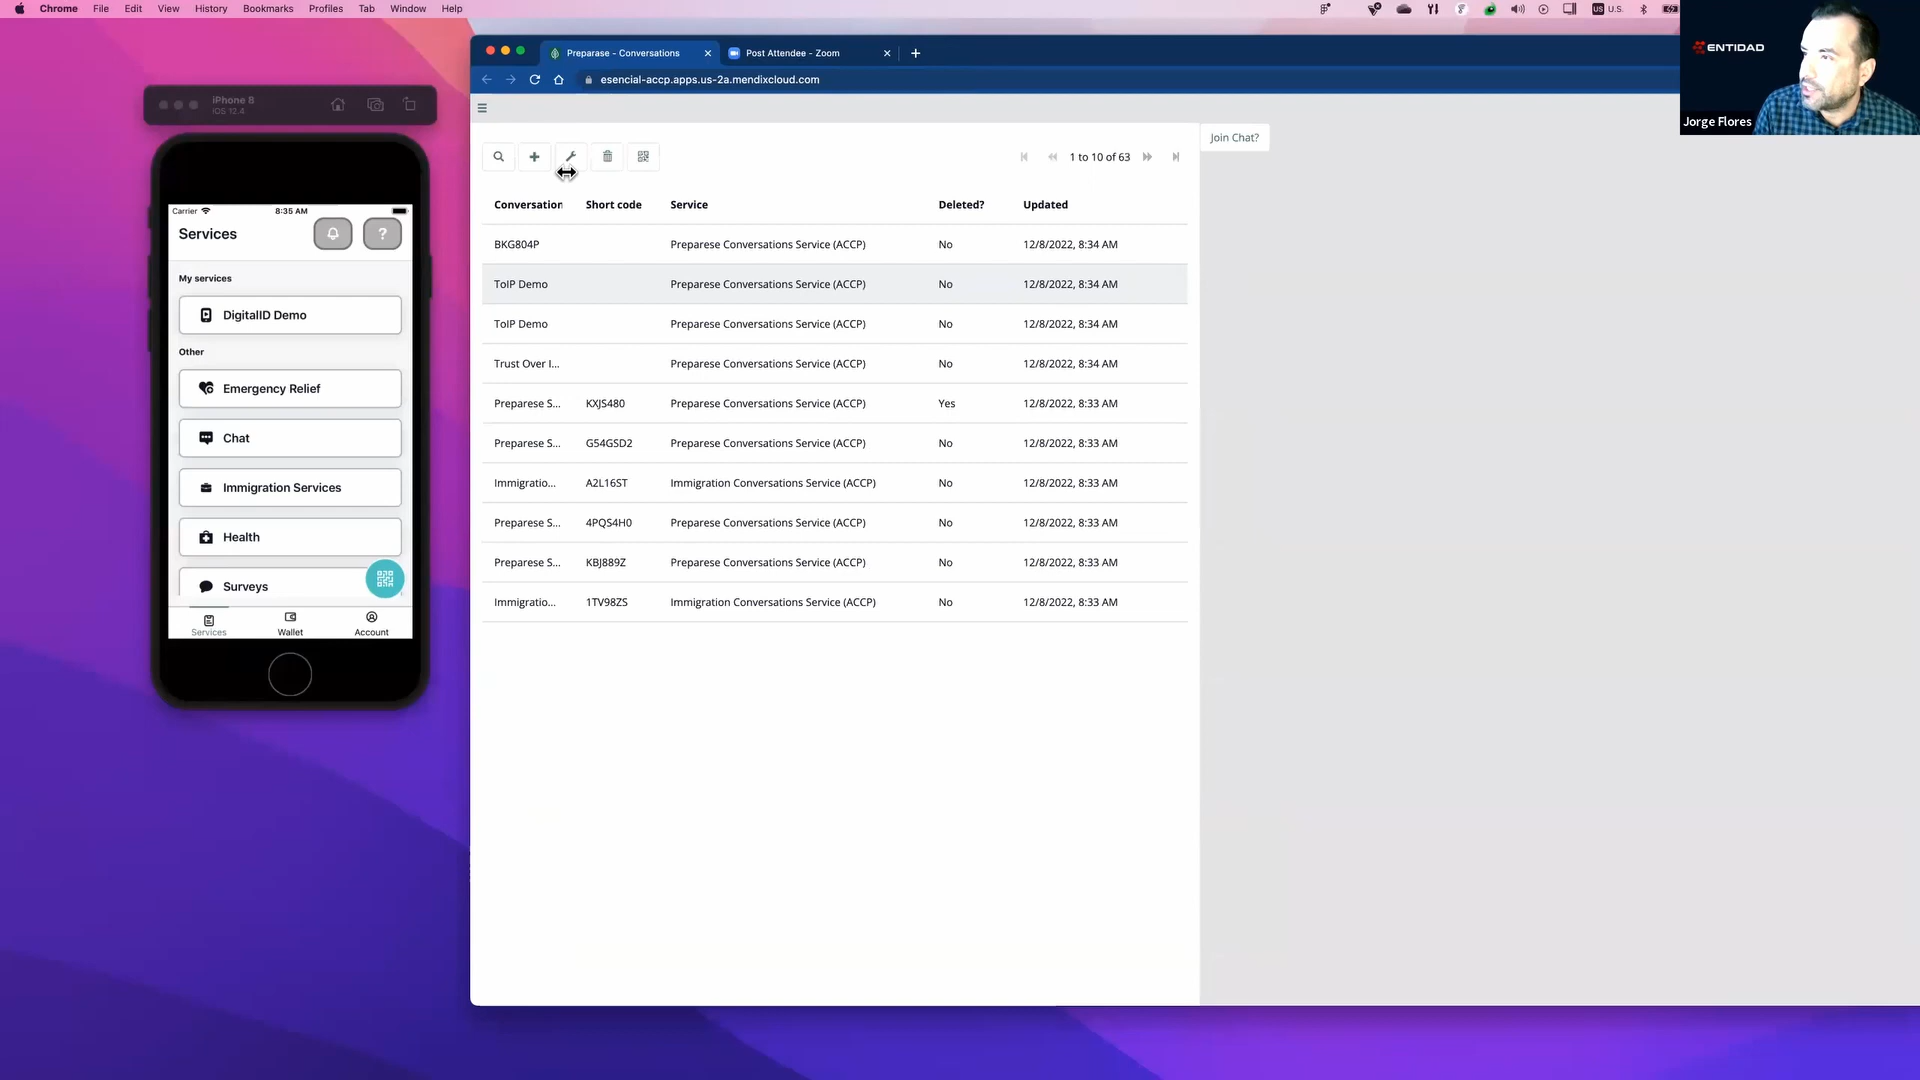 Chrome File Edit View History Bookmarks Profiles Tab Window Help
U.S.
ENTIDAD
Jorge Flores
Preparase - Conversations
Post Attendee - Zoom
esencial-accp.apps.us-2a.mendixcloud.com
iPhone 8
iOS 12.4
Carrier 8:35 AM
Services
?
My services
DigitalID Demo
Other
Emergency Relief
Chat
Immigration Services
Health
Surveys
Services Wallet Account
1 to 10 of 63
Join Chat?
Conversation Short code Service Deleted? Updated
BKG804P Preparese Conversations Service (ACCP) No 12/8/2022, 8:34 AM
ToIP Demo Preparese Conversations Service (ACCP) No 12/8/2022, 8:34 AM
ToIP Demo Preparese Conversations Service (ACCP) No 12/8/2022, 8:34 AM
Trust Over I... Preparese Conversations Service (ACCP) No 12/8/2022, 8:34 AM
Preparese S... KXJS480 Preparese Conversations Service (ACCP) Yes 12/8/2022, 8:33 AM
Preparese S... G54GSD2 Preparese Conversations Service (ACCP) No 12/8/2022, 8:33 AM
Immigratio... A2L16ST Immigration Conversations Service (ACCP) No 12/8/2022, 8:33 AM
Preparese S... 4PQS4H0 Preparese Conversations Service (ACCP) No 12/8/2022, 8:33 AM
Preparese S... KBJ889Z Preparese Conversations Service (ACCP) No 12/8/2022, 8:33 AM
Immigratio... 1TV98ZS Immigration Conversations Service (ACCP) No 12/8/2022, 8:33 AM